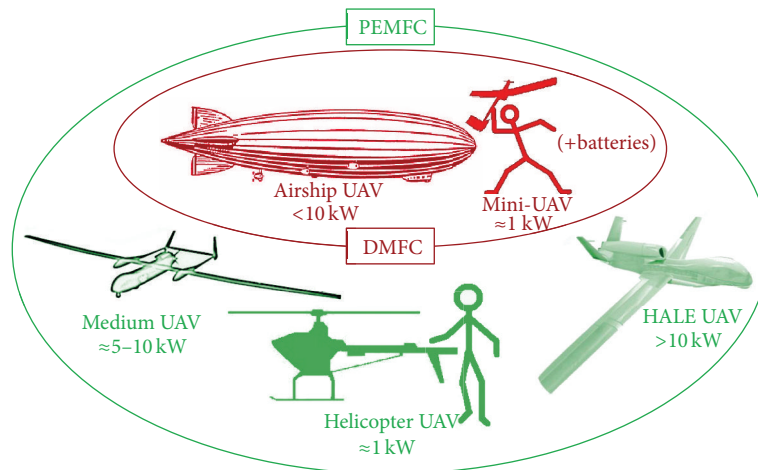 PEMFC
(+batteries)
Airship UAV
<10 kW
Mini-UAV
≈1 kW
DMFC
Medium UAV
≈5–10 kW
HALE UAV
>10 kW
Helicopter UAV
≈1 kW